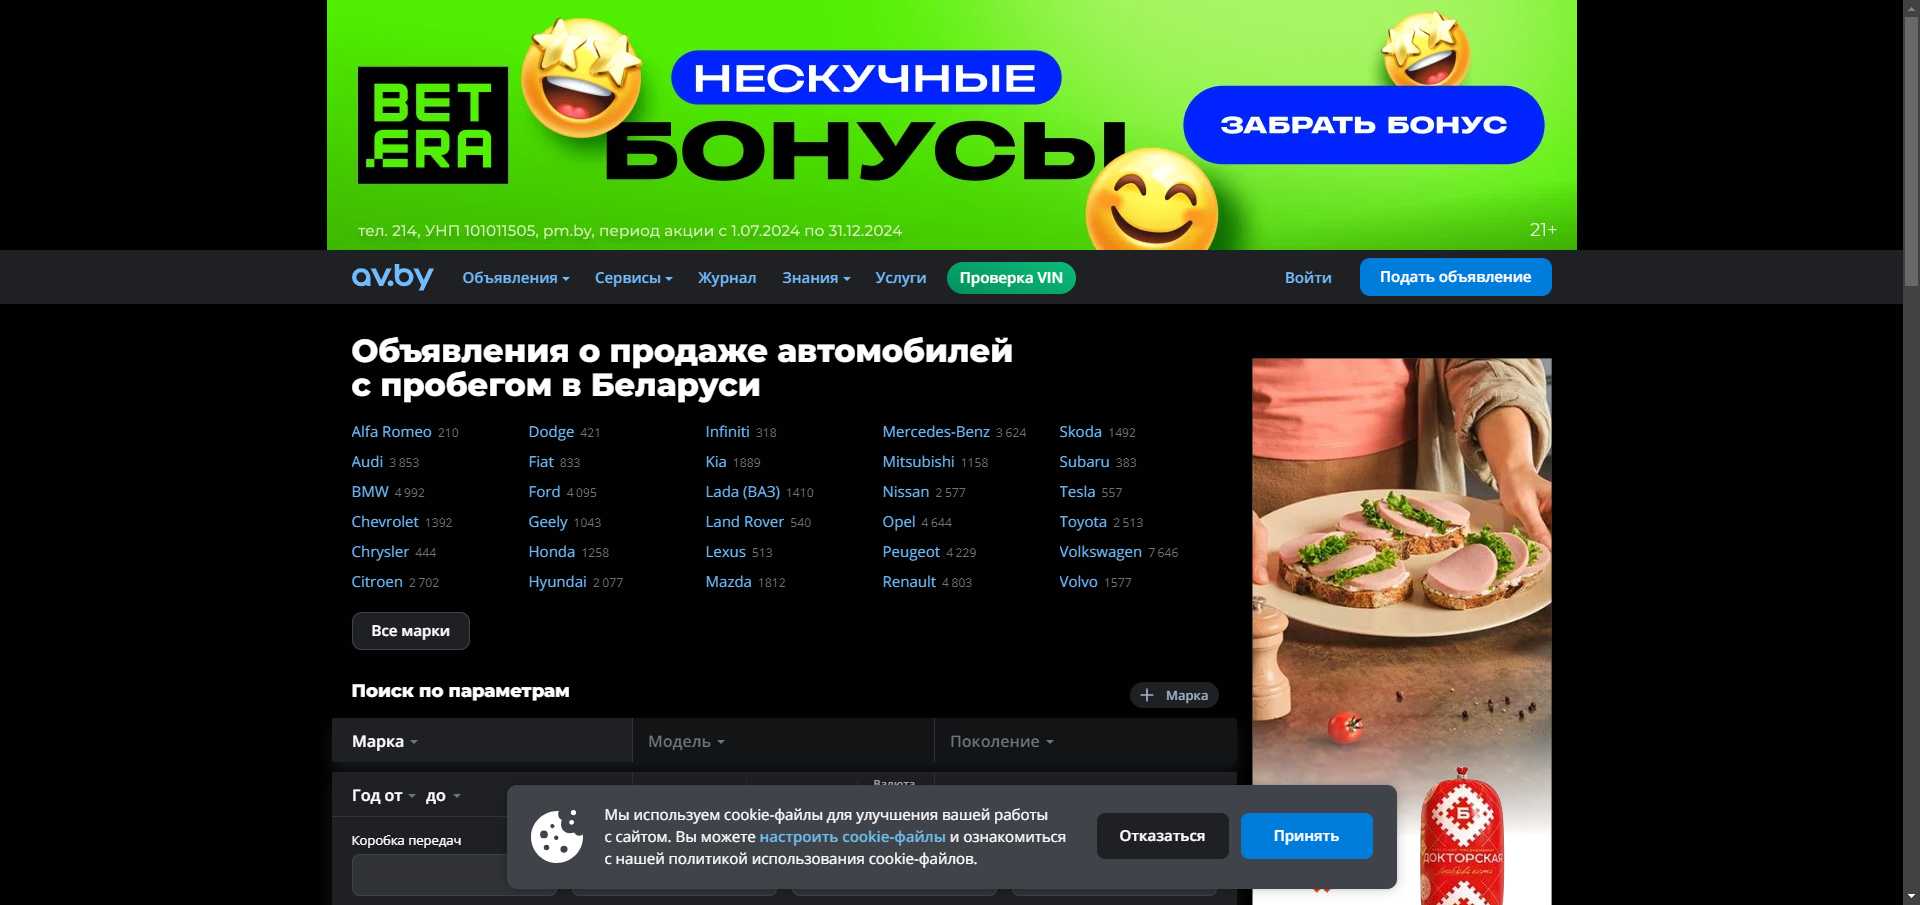 BET
.ERA
НЕСКУЧНЫЕ
БОНУСЫ
ЗАБРАТЬ БОНУС
тел. 214, УНП 101011505, pm.by, период акции с 1.07.2024 по 31.12.2024
21+
av.by
Объявления
Сервисы
Журнал
Знания
Услуги
Проверка VIN
Войти
Подать объявление
Объявления о продаже автомобилей
с пробегом в Беларуси
Alfa Romeo 210
Dodge 421
Infiniti 318
Mercedes-Benz 3 624
Skoda 1492
Audi 3 853
Fiat 833
Kia 1889
Mitsubishi 1158
Subaru 383
BMW 4 992
Ford 4 095
Lada (ВАЗ) 1410
Nissan 2 577
Tesla 557
Chevrolet 1392
Geely 1043
Land Rover 540
Opel 4 644
Toyota 2 513
Chrysler 444
Honda 1258
Lexus 513
Peugeot 4 229
Volkswagen 7 646
Citroen 2 702
Hyundai 2 077
Mazda 1812
Renault 4 803
Volvo 1577
Все марки
Поиск по параметрам
Марка
Марка
Модель
Поколение
Год от
до
Валюта
Коробка передач
Мы используем cookie-файлы для улучшения вашей работы
с сайтом. Вы можете настроить cookie-файлы и ознакомиться
с нашей политикой использования cookie-файлов.
Отказаться
Принять
Б
ДОКТОРСКАЯ